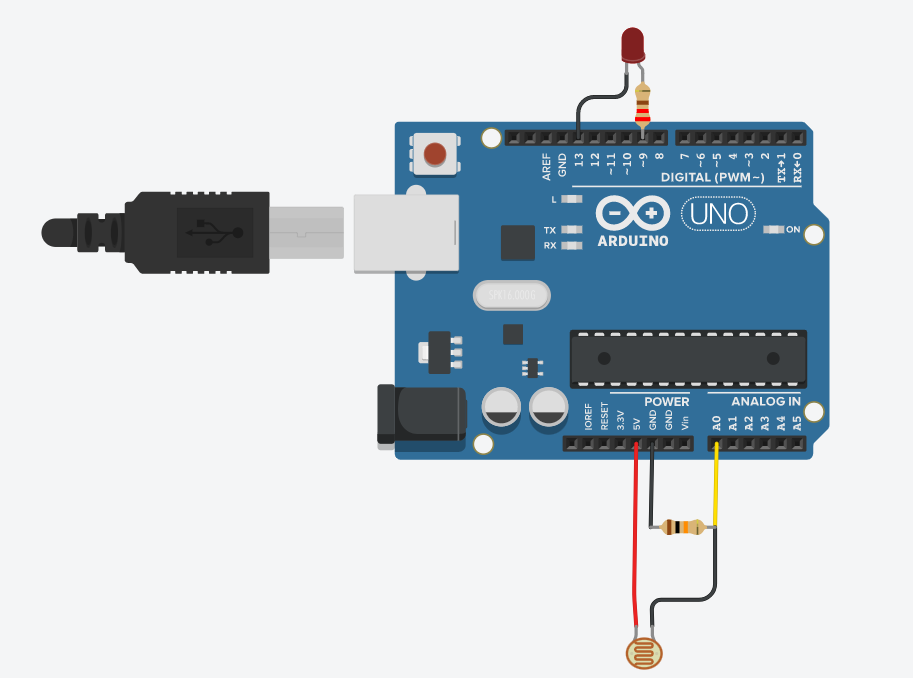 AREF
GND
13
12
~11
~10
~9
8
7
~6
~5
4
~3
2
TX→1
RX←0
DIGITAL (PWM~)
L
TX
RX
ARDUINO
UNO
ON
POWER
ANALOG IN
IOREF
RESET
3.3V
5V
GND
GND
Vin
A0
A1
A2
A3
A4
A5